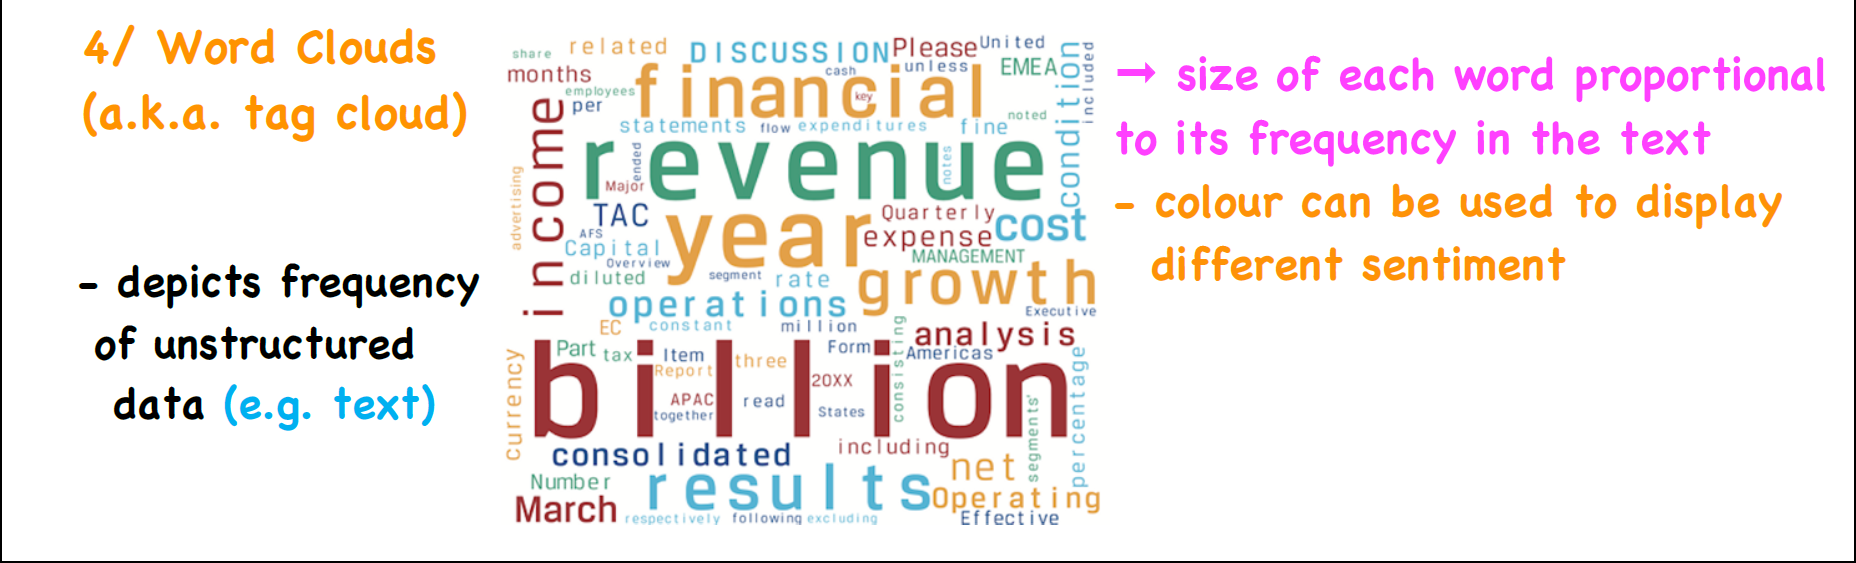 4/ Word Clouds
(a.k.a. tag cloud)
- depicts frequency
of unstructured
data (e.g. text)
share
related
DISCUSSION
Please
United
months
financial
cash
unless
EMEA
condition
included
employees
per
key
income
statements
flow
expenditures
fine
noted
revenue
ended
Major
notes
advertising
TAC
AFS
year
Quarterly
cost
Capital
expense
Overview
MANAGEMENT
diluted
segment
rate
growth
operations
Executive
EC
constant
million
consisting
analysis
Part
tax
Item
three
Form
Americas
currency
billion
Report
20XX
percentage
APAC
read
together
States
segments'
consolidated
including
net
Number
results
Operating
March
respectively
following
excluding
Effective
→ size of each word proportional
to its frequency in the text
- colour can be used to display
different sentiment